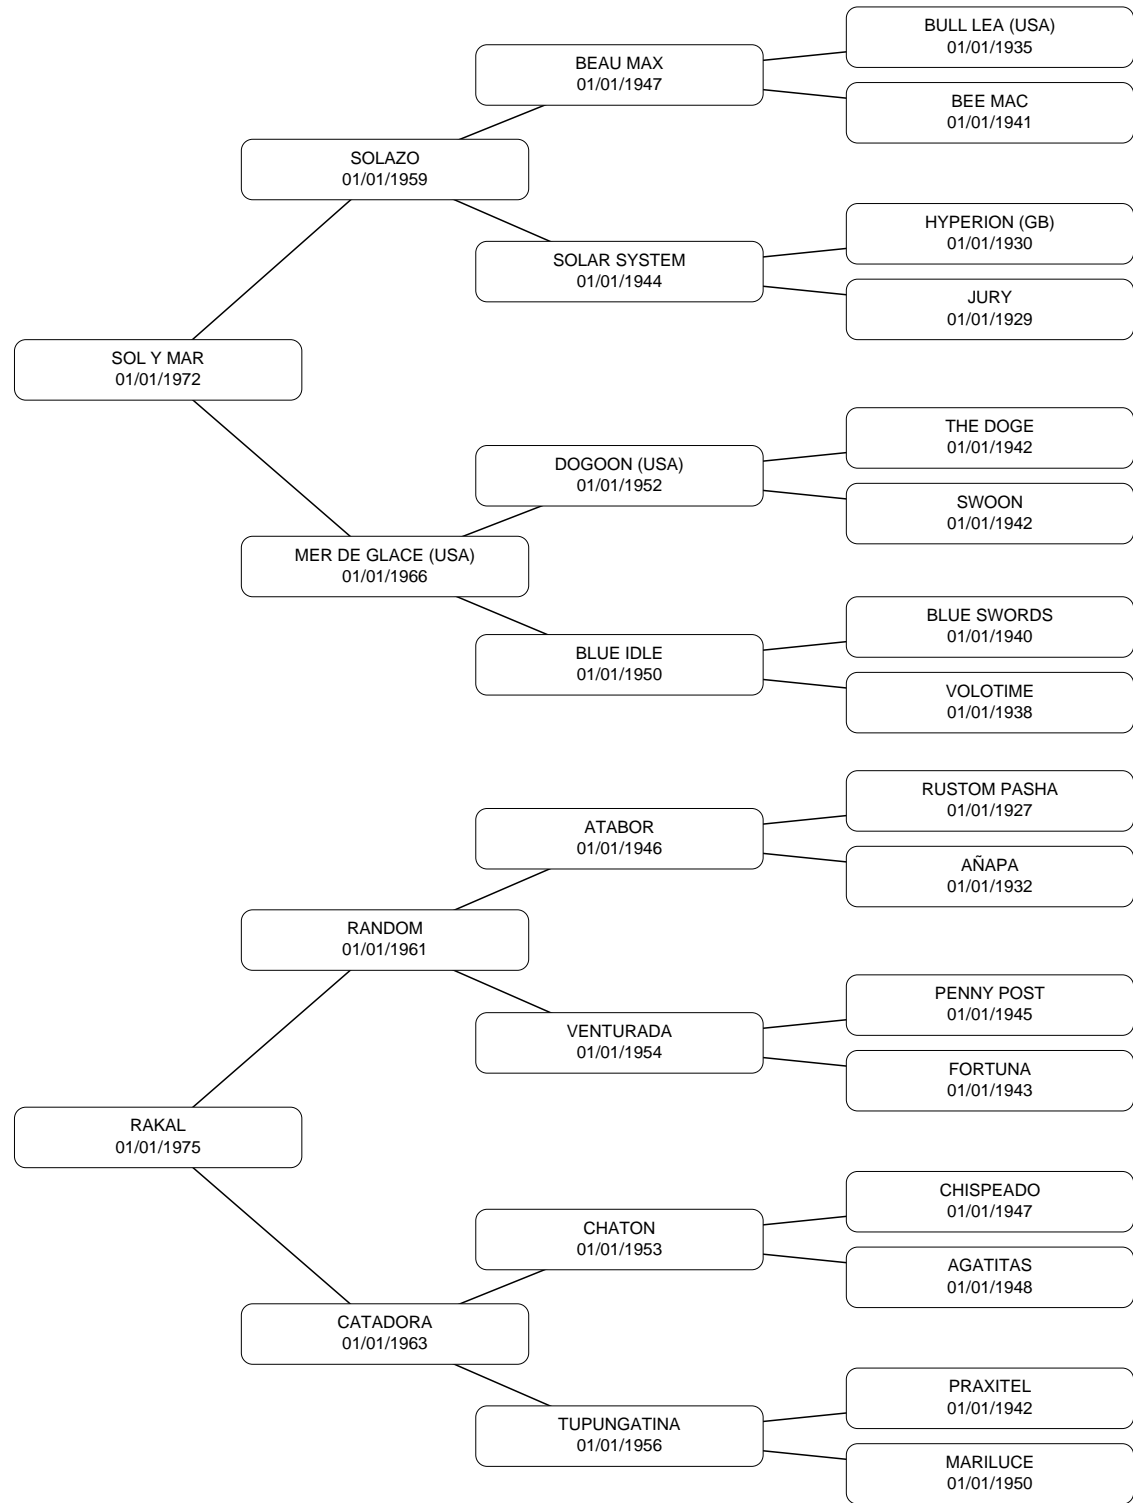 BULL LEA (USA)
01/01/1935
BEAU MAX
01/01/1947
BEE MAC
01/01/1941
SOLAZO
01/01/1959
HYPERION (GB)
01/01/1930
SOLAR SYSTEM
01/01/1944
JURY
01/01/1929
SOL Y MAR
01/01/1972
THE DOGE
01/01/1942
DOGOON (USA)
01/01/1952
SWOON
01/01/1942
MER DE GLACE (USA)
01/01/1966
BLUE SWORDS
01/01/1940
BLUE IDLE
01/01/1950
VOLOTIME
01/01/1938
RUSTOM PASHA
01/01/1927
ATABOR
01/01/1946
AÑAPA
01/01/1932
RANDOM
01/01/1961
PENNY POST
01/01/1945
VENTURADA
01/01/1954
FORTUNA
01/01/1943
RAKAL
01/01/1975
CHISPEADO
01/01/1947
CHATON
01/01/1953
AGATITAS
01/01/1948
CATADORA
01/01/1963
PRAXITEL
01/01/1942
TUPUNGATINA
01/01/1956
MARILUCE
01/01/1950